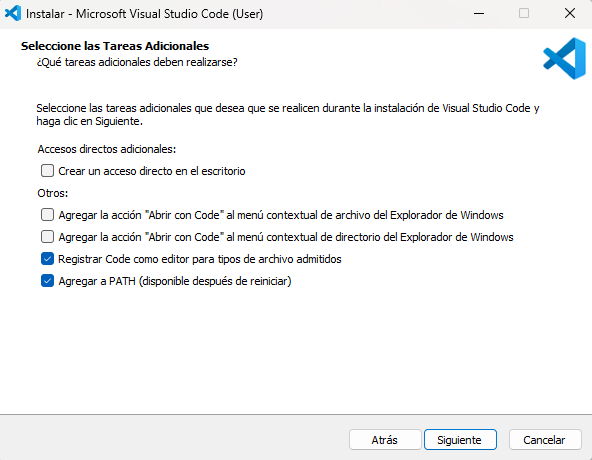 Instalar - Microsoft Visual Studio Code (User)
Seleccione las Tareas Adicionales
¿Qué tareas adicionales deben realizarse?
Seleccione las tareas adicionales que desea que se realicen durante la instalación de Visual Studio Code y
haga clic en Siguiente.
Accesos directos adicionales:
Crear un acceso directo en el escritorio
Otros:
Agregar la acción "Abrir con Code" al menú contextual de archivo del Explorador de Windows
Agregar la acción "Abrir con Code" al menú contextual de directorio del Explorador de Windows
Registrar Code como editor para tipos de archivo admitidos
Agregar a PATH (disponible después de reiniciar)
Atrás
Siguiente
Cancelar